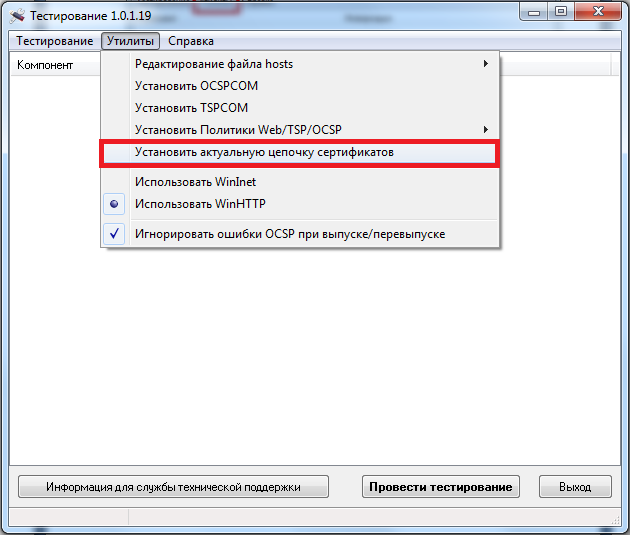 Тестирование 1.0.1.19
Тестирование Утилиты Справка
Компонент
Редактирование файла hosts
Установить OCSPCOM
Установить TSPCOM
Установить Политики Web/TSP/OCSP
Установить актуальную цепочку сертификатов
Использовать WinInet
Использовать WinHTTP
Игнорировать ошибки OCSP при выпуске/перевыпуске
Информация для службы технической поддержки
Провести тестирование
Выход